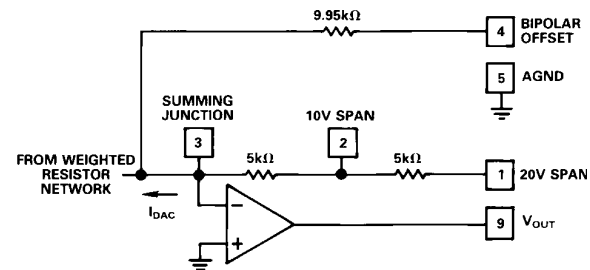 9.95kΩ
4
BIPOLAR
OFFSET
5
AGND
SUMMING
JUNCTION
10V SPAN
3
2
FROM WEIGHTED
RESISTOR
NETWORK
5kΩ
5kΩ
1
20V SPAN
IDAC
−
+
9
VOUT